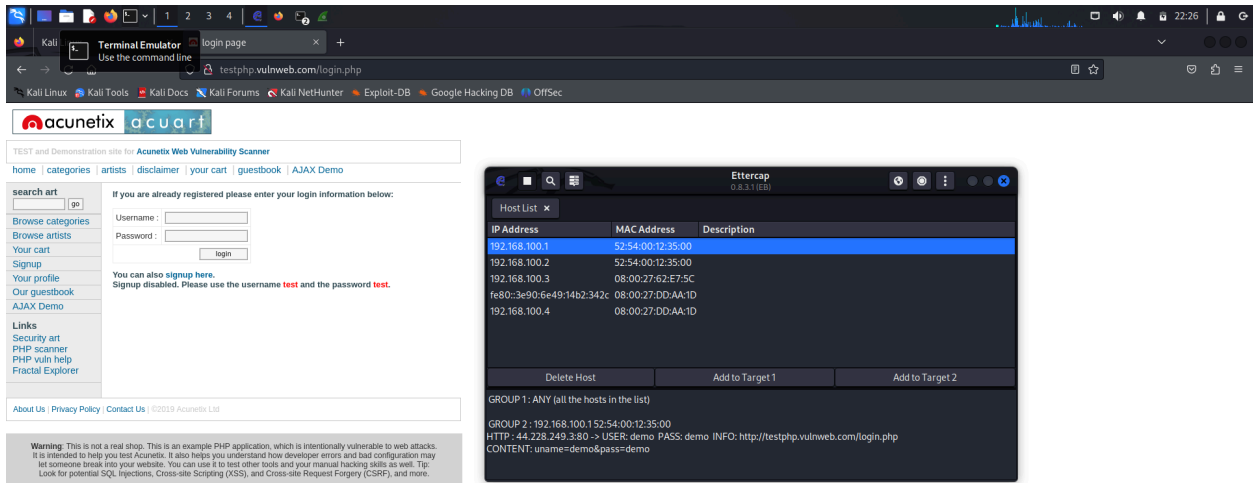 1 2 3 4
22:26
Kali
login page
Terminal Emulator
Use the command line
testphp.vulnweb.com/login.php
Kali Linux Kali Tools Kali Docs Kali Forums Kali NetHunter Exploit-DB Google Hacking DB OffSec
acunetix acuart
TEST and Demonstration site for Acunetix Web Vulnerability Scanner
home | categories | artists | disclaimer | your cart | guestbook | AJAX Demo
search art
go
Browse categories
Browse artists
Your cart
Signup
Your profile
Our guestbook
AJAX Demo
Links
Security art
PHP scanner
PHP vuln help
Fractal Explorer
If you are already registered please enter your login information below:
Username :
Password :
login
You can also signup here.
Signup disabled. Please use the username test and the password test.
About Us | Privacy Policy | Contact Us | ©2019 Acunetix Ltd
Warning: This is not a real shop. This is an example PHP application, which is intentionally vulnerable to web attacks.
It is intended to help you test Acunetix. It also helps you understand how developer errors and bad configuration may
let someone break into your website. You can use it to test other tools and your manual hacking skills as well. Tip:
Look for potential SQL Injections, Cross-site Scripting (XSS), and Cross-site Request Forgery (CSRF), and more.
Ettercap
0.8.3.1 (EB)
Host List
IP Address MAC Address Description
192.168.100.1 52:54:00:12:35:00
192.168.100.2 52:54:00:12:35:00
192.168.100.3 08:00:27:62:E7:5C
fe80::3e90:6e49:14b2:342c 08:00:27:DD:AA:1D
192.168.100.4 08:00:27:DD:AA:1D
Delete Host Add to Target 1 Add to Target 2
GROUP 1 : ANY (all the hosts in the list)
GROUP 2 : 192.168.100.1 52:54:00:12:35:00
HTTP : 44.228.249.3:80 -> USER: demo PASS: demo INFO: http://testphp.vulnweb.com/login.php
CONTENT: uname=demo&pass=demo